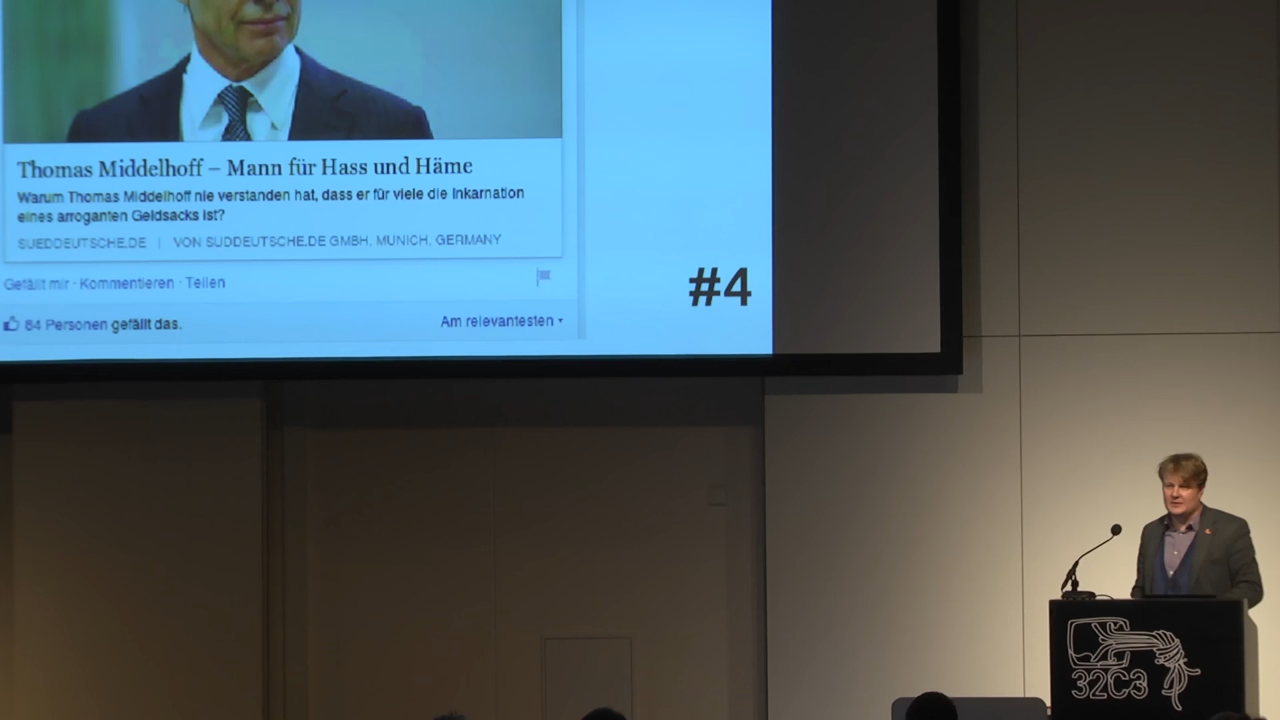 Thomas Middelhoff – Mann für Hass und Häme
Warum Thomas Middelhoff nie verstanden hat, dass er für viele die Inkarnation
eines arroganten Geldsacks ist?
SUEDDEUTSCHE.DE | VON SUDDEUTSCHE.DE GMBH, MUNICH, GERMANY
Gefällt mir · Kommentieren · Teilen
84 Personen gefällt das.
Am relevantesten
#4
32C3